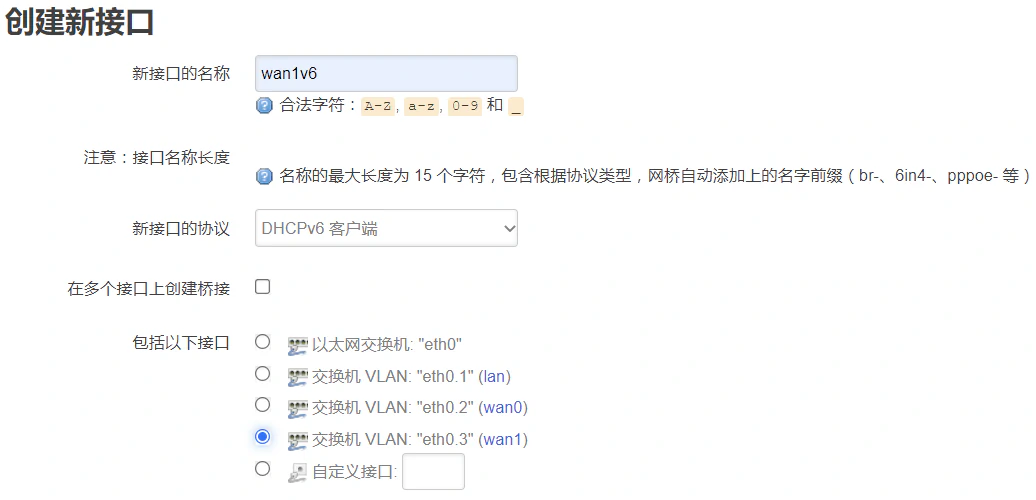 创建新接口
新接口的名称 wan1v6
合法字符：A-Z, a-z, 0-9 和 _
注意：接口名称长度
名称的最大长度为 15 个字符，包含根据协议类型，网桥自动添加上的名字前缀（br-、6in4-、pppoe- 等）
新接口的协议 DHCPv6 客户端
在多个接口上创建桥接
包括以下接口 以太网交换机: "eth0"
交换机 VLAN: "eth0.1" (lan)
交换机 VLAN: "eth0.2" (wan0)
交换机 VLAN: "eth0.3" (wan1)
自定义接口: